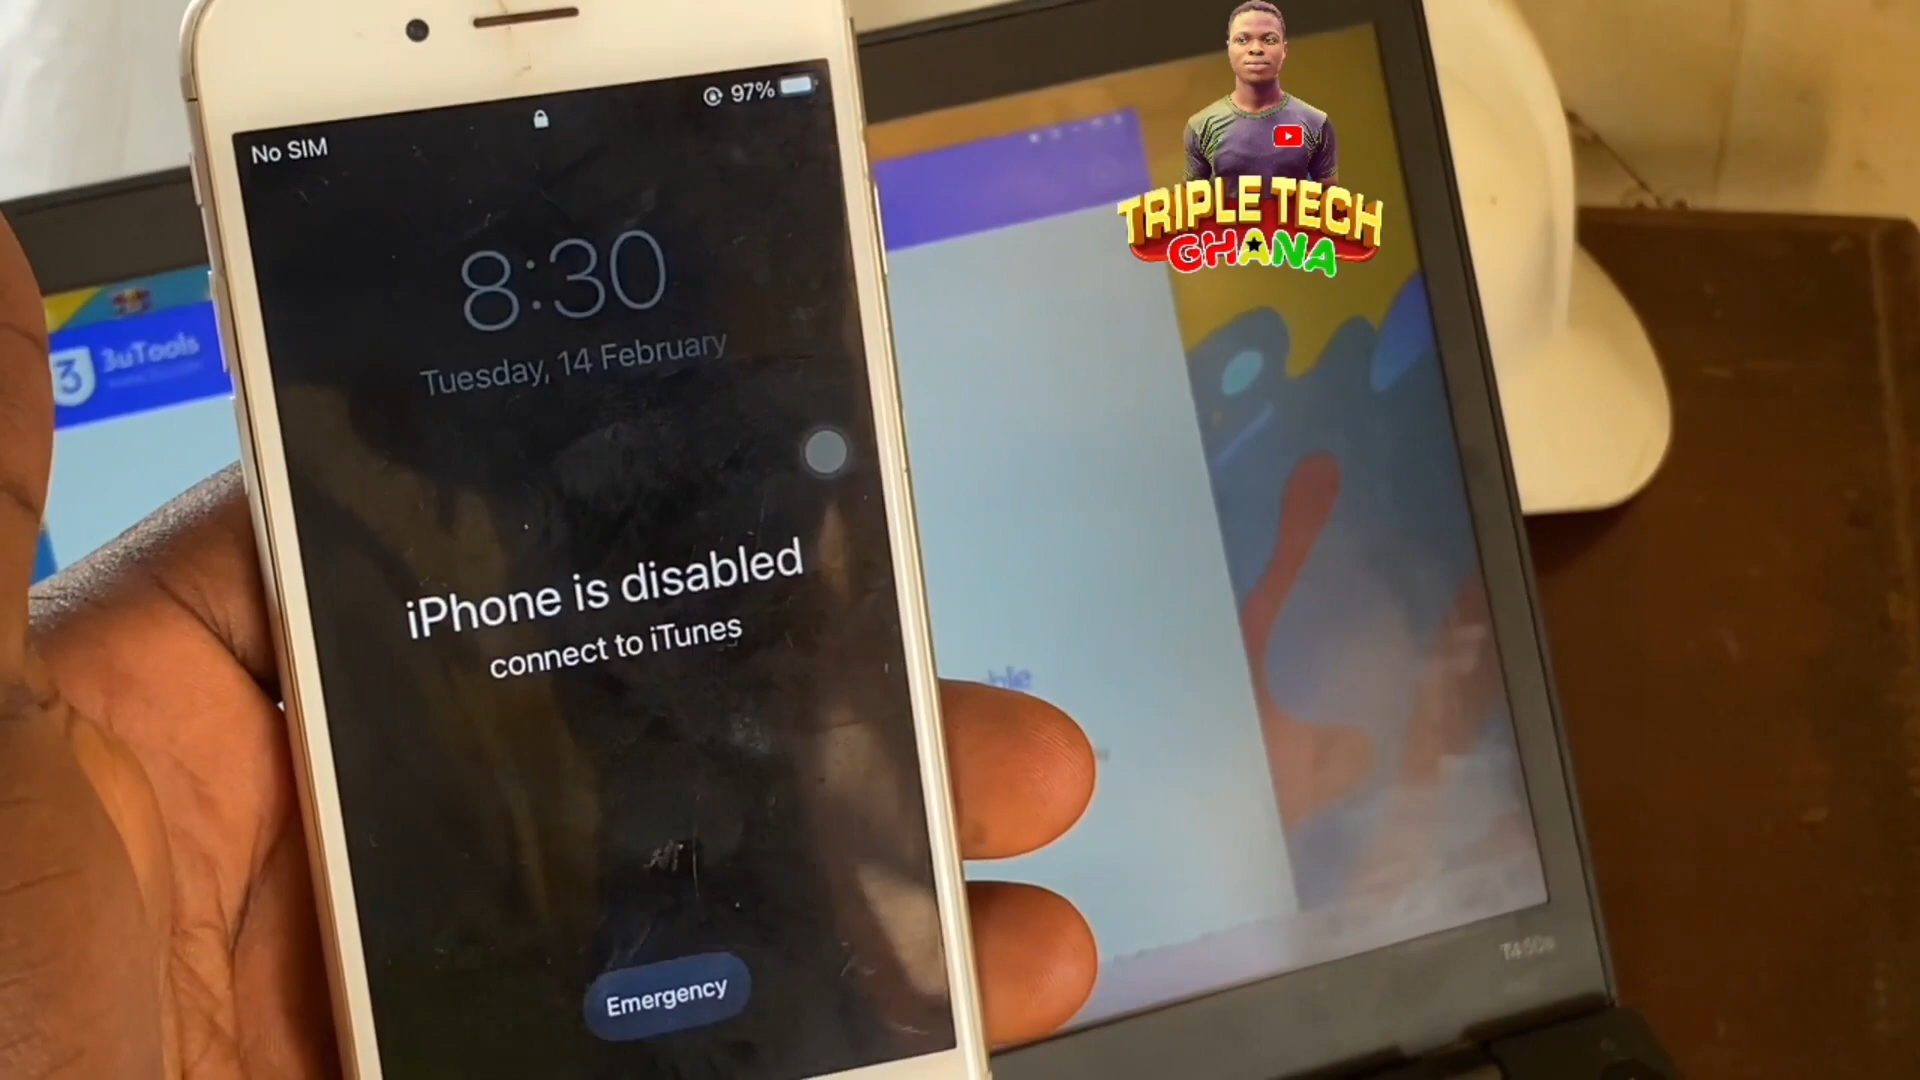 No SIM
97%
8:30
Tuesday, 14 February
iPhone is disabled
connect to iTunes
Emergency
3uTools
TRIPLE TECH
GHANA